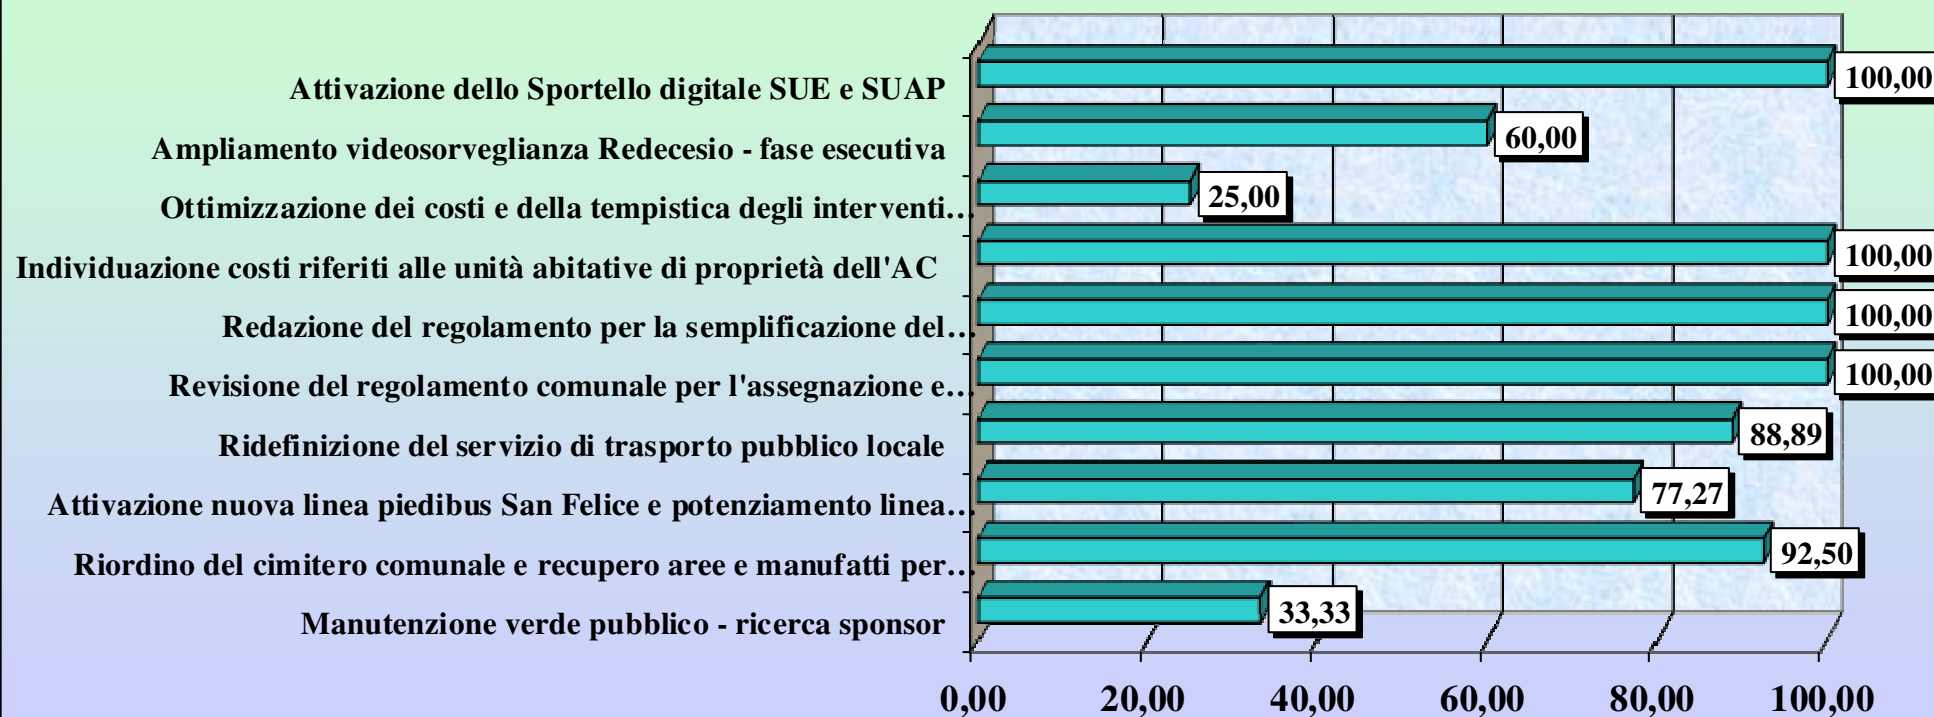 Attivazione dello Sportello digitale SUE e SUAP 100,00
Ampliamento videosorveglianza Redecesio - fase esecutiva 60,00
Ottimizzazione dei costi e della tempistica degli interventi… 25,00
Individuazione costi riferiti alle unità abitative di proprietà dell'AC 100,00
Redazione del regolamento per la semplificazione del… 100,00
Revisione del regolamento comunale per l'assegnazione e… 100,00
Ridefinizione del servizio di trasporto pubblico locale 88,89
Attivazione nuova linea piedibus San Felice e potenziamento linea… 77,27
Riordino del cimitero comunale e recupero aree e manufatti per… 92,50
Manutenzione verde pubblico - ricerca sponsor 33,33
0,00 20,00 40,00 60,00 80,00 100,00